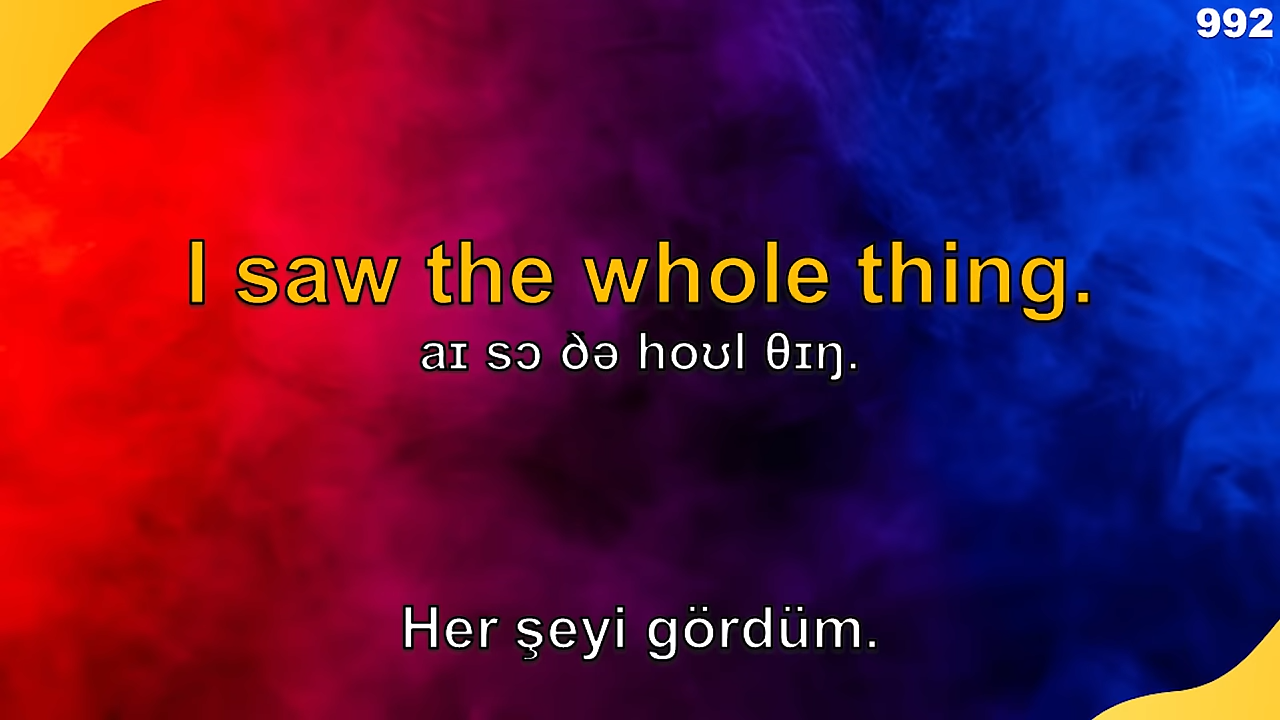 992
I saw the whole thing.
aɪ sɔ ðə hoʊl θɪŋ.
Her şeyi gördüm.